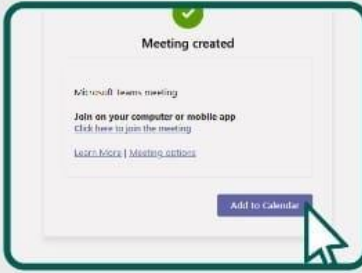 Meeting created
Microsoft Teams meeting
Join on your computer or mobile app
Click here to join the meeting
Learn More | Meeting options
Add to Calendar